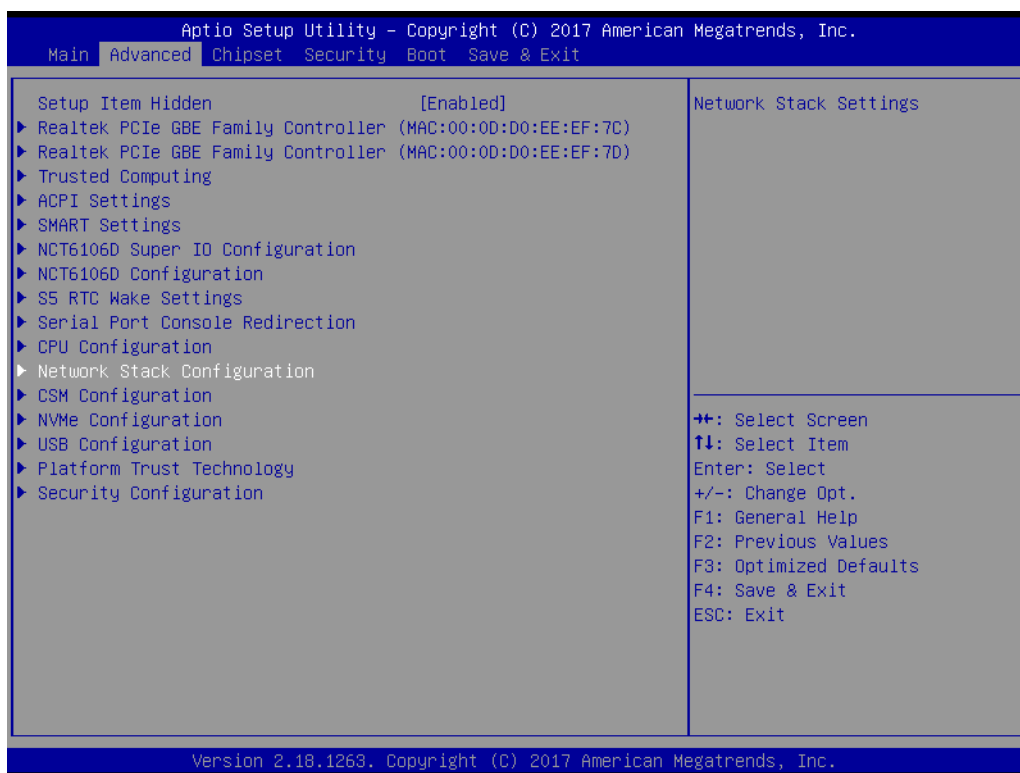 Aptio Setup Utility – Copyright (C) 2017 American Megatrends, Inc.
Main Advanced Chipset Security Boot Save & Exit
Setup Item Hidden [Enabled]
Realtek PCIe GBE Family Controller (MAC:00:0D:D0:EE:EF:7C)
Realtek PCIe GBE Family Controller (MAC:00:0D:D0:EE:EF:7D)
Trusted Computing
ACPI Settings
SMART Settings
NCT6106D Super IO Configuration
NCT6106D Configuration
S5 RTC Wake Settings
Serial Port Console Redirection
CPU Configuration
Network Stack Configuration
CSM Configuration
NVMe Configuration
USB Configuration
Platform Trust Technology
Security Configuration
Network Stack Settings
→←: Select Screen
↑↓: Select Item
Enter: Select
+/-: Change Opt.
F1: General Help
F2: Previous Values
F3: Optimized Defaults
F4: Save & Exit
ESC: Exit
Version 2.18.1263. Copyright (C) 2017 American Megatrends, Inc.